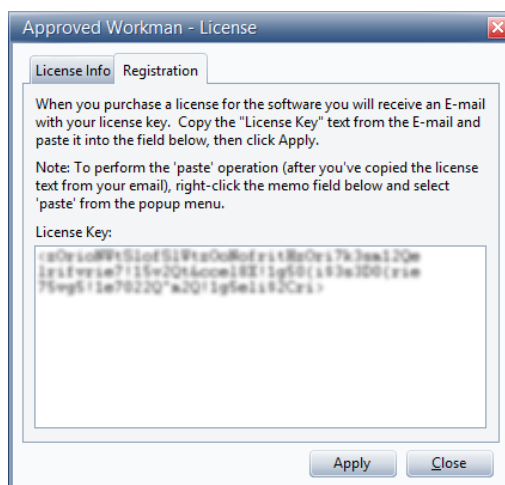 Approved Workman - License
License Info Registration
When you purchase a license for the software you will receive an E-mail
with your license key. Copy the "License Key" text from the E-mail and
paste it into the field below, then click Apply.
Note: To perform the 'paste' operation (after you've copied the license
text from your email), right-click the memo field below and select
'paste' from the popup menu.
License Key:
Apply Close